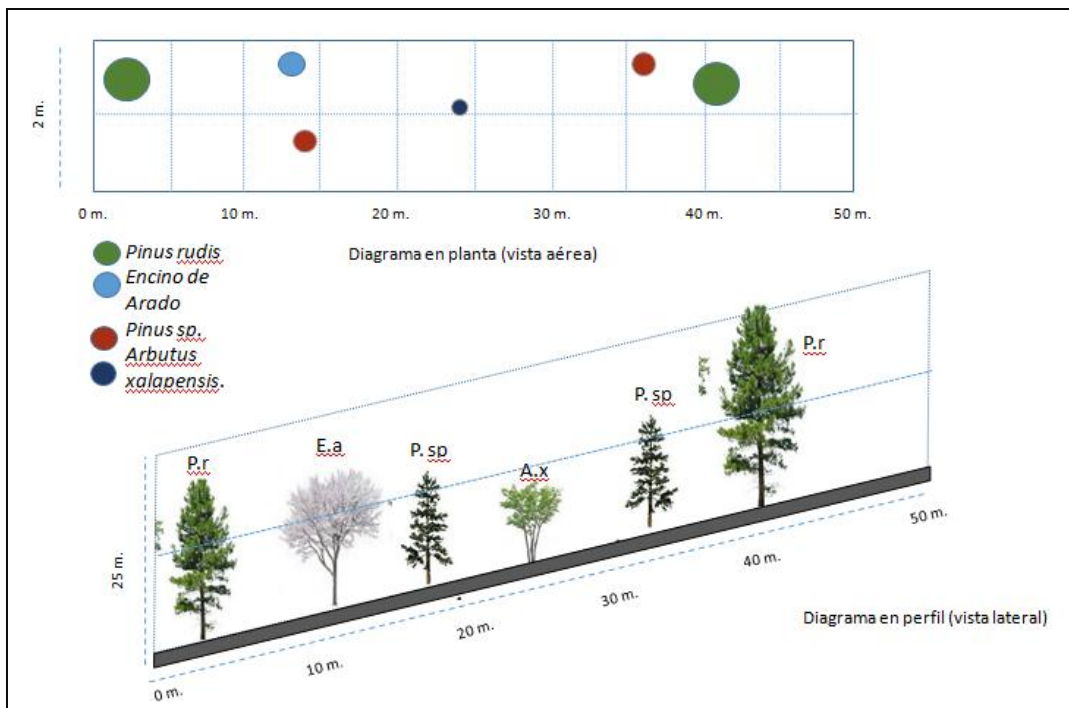 2 m.
0 m. 10 m. 20 m. 30 m. 40 m. 50 m.
Diagrama en planta (vista aérea)
Pinus rudis
Encino de
Arado
Pinus sp.
Arbutus
xalapensis.
P.r
E.a
P. sp
A.x
P. sp
P.r
25 m.
0 m.
10 m.
20 m.
30 m.
40 m.
50 m.
Diagrama en perfil (vista lateral)